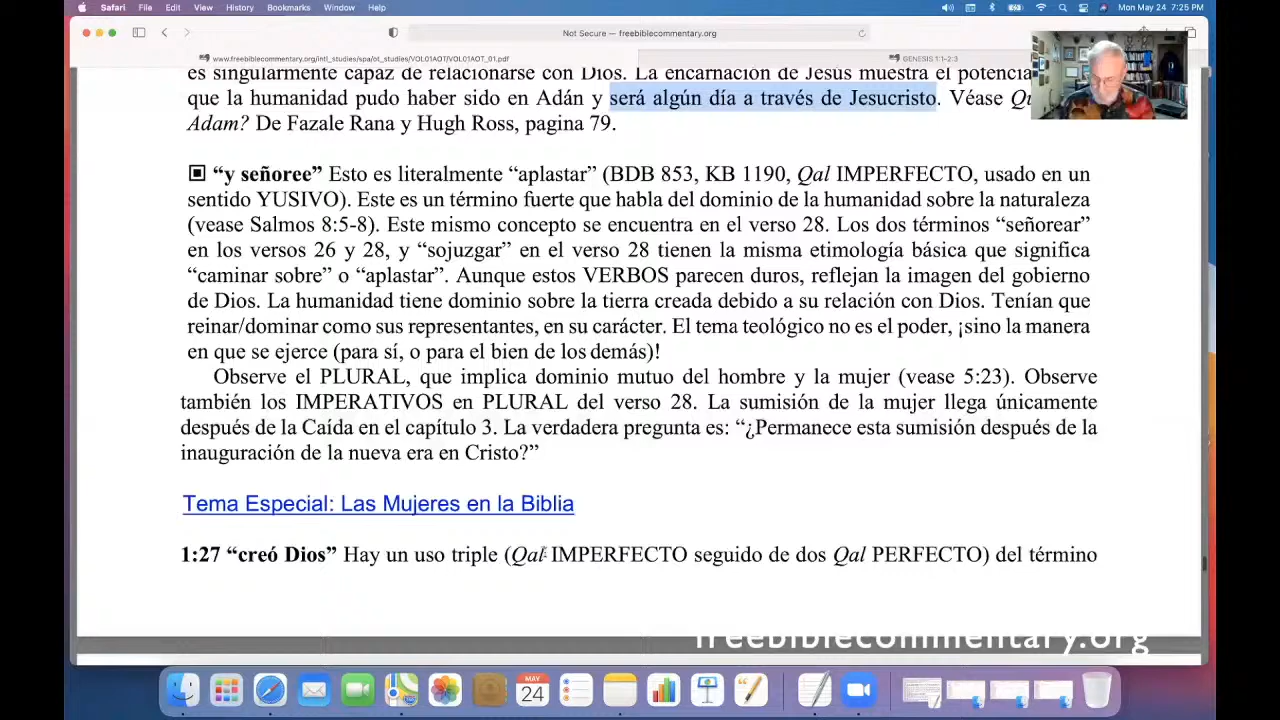 Safari File Edit View History Bookmarks Window Help
Mon May 24 7:25 PM
Not Secure — freebiblecommentary.org
www.freebiblecommentary.org/intl_studies/spa/ot_studies/VOL01AOT/VOL01AOT_01.pdf
GENESIS 1:1-2:3
es singularmente capaz de relacionarse con Dios. La encarnación de Jesús muestra el potencia
que la humanidad pudo haber sido en Adán y será algún día a través de Jesucristo. Véase
Adam? De Fazale Rana y Hugh Ross, pagina 79.
“y señoree” Esto es literalmente “aplastar” (BDB 853, KB 1190, Qal IMPERFECTO, usado en un
sentido YUSIVO). Este es un término fuerte que habla del dominio de la humanidad sobre la naturaleza
(vease Salmos 8:5-8). Este mismo concepto se encuentra en el verso 28. Los dos términos “señorear”
en los versos 26 y 28, y “sojuzgar” en el verso 28 tienen la misma etimología básica que significa
“caminar sobre” o “aplastar”. Aunque estos VERBOS parecen duros, reflejan la imagen del gobierno
de Dios. La humanidad tiene dominio sobre la tierra creada debido a su relación con Dios. Tenían que
reinar/dominar como sus representantes, en su carácter. El tema teológico no es el poder, ¡sino la manera
en que se ejerce (para sí, o para el bien de los demás)!
Observe el PLURAL, que implica dominio mutuo del hombre y la mujer (vease 5:23). Observe
también los IMPERATIVOS en PLURAL del verso 28. La sumisión de la mujer llega únicamente
después de la Caída en el capítulo 3. La verdadera pregunta es: “¿Permanece esta sumisión después de la
inauguración de la nueva era en Cristo?”
Tema Especial: Las Mujeres en la Biblia
1:27 “creó Dios” Hay un uso triple (Qal IMPERFECTO seguido de dos Qal PERFECTO) del término
freebiblecommentary.org
MAY
24